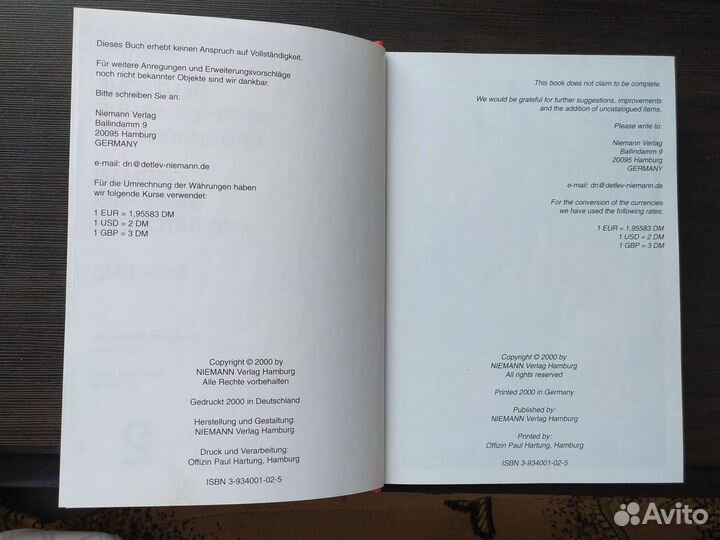 Dieses Buch erhebt keinen Anspruch auf Vollständigkeit.
Für weitere Anregungen und Erweiterungsvorschläge
noch nicht bekannter Objekte sind wir dankbar.
Bitte schreiben Sie an:
Niemann Verlag
Ballindamm 9
20095 Hamburg
GERMANY
e-mail: dn@detlev-niemann.de
Für die Umrechnung der Währungen haben
wir folgende Kurse verwendet:
1 EUR = 1,95583 DM
1 USD = 2 DM
1 GBP = 3 DM
Copyright © 2000 by
NIEMANN Verlag Hamburg
Alle Rechte vorbehalten
Gedruckt 2000 in Deutschland
Herstellung und Gestaltung:
NIEMANN Verlag Hamburg
Druck und Verarbeitung:
Offizin Paul Hartung, Hamburg
ISBN 3-934001-02-5
This book does not claim to be complete.
We would be grateful for further suggestions, improvements
and the addition of uncatalogued items.
Please write to:
Niemann Verlag
Ballindamm 9
20095 Hamburg
GERMANY
e-mail: dn@detlev-niemann.de
For the conversion of the currencies
we have used the following rates:
1 EUR = 1,95583 DM
1 USD = 2 DM
1 GBP = 3 DM
Copyright © 2000 by
NIEMANN Verlag Hamburg
All rights reserved
Printed 2000 in Germany
Published by:
NIEMANN Verlag Hamburg
Printed by:
Offizin Paul Hartung, Hamburg
ISBN 3-934001-02-5
Avito